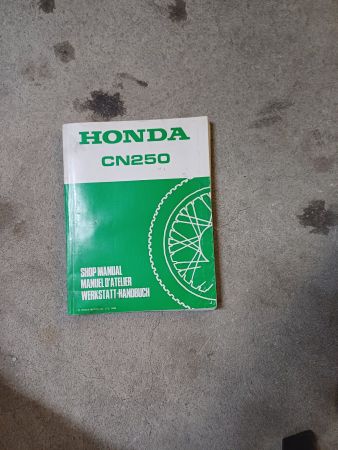 HONDA
CN250
SHOP MANUAL
MANUEL D'ATELIER
WERKSTATT-HANDBUCH